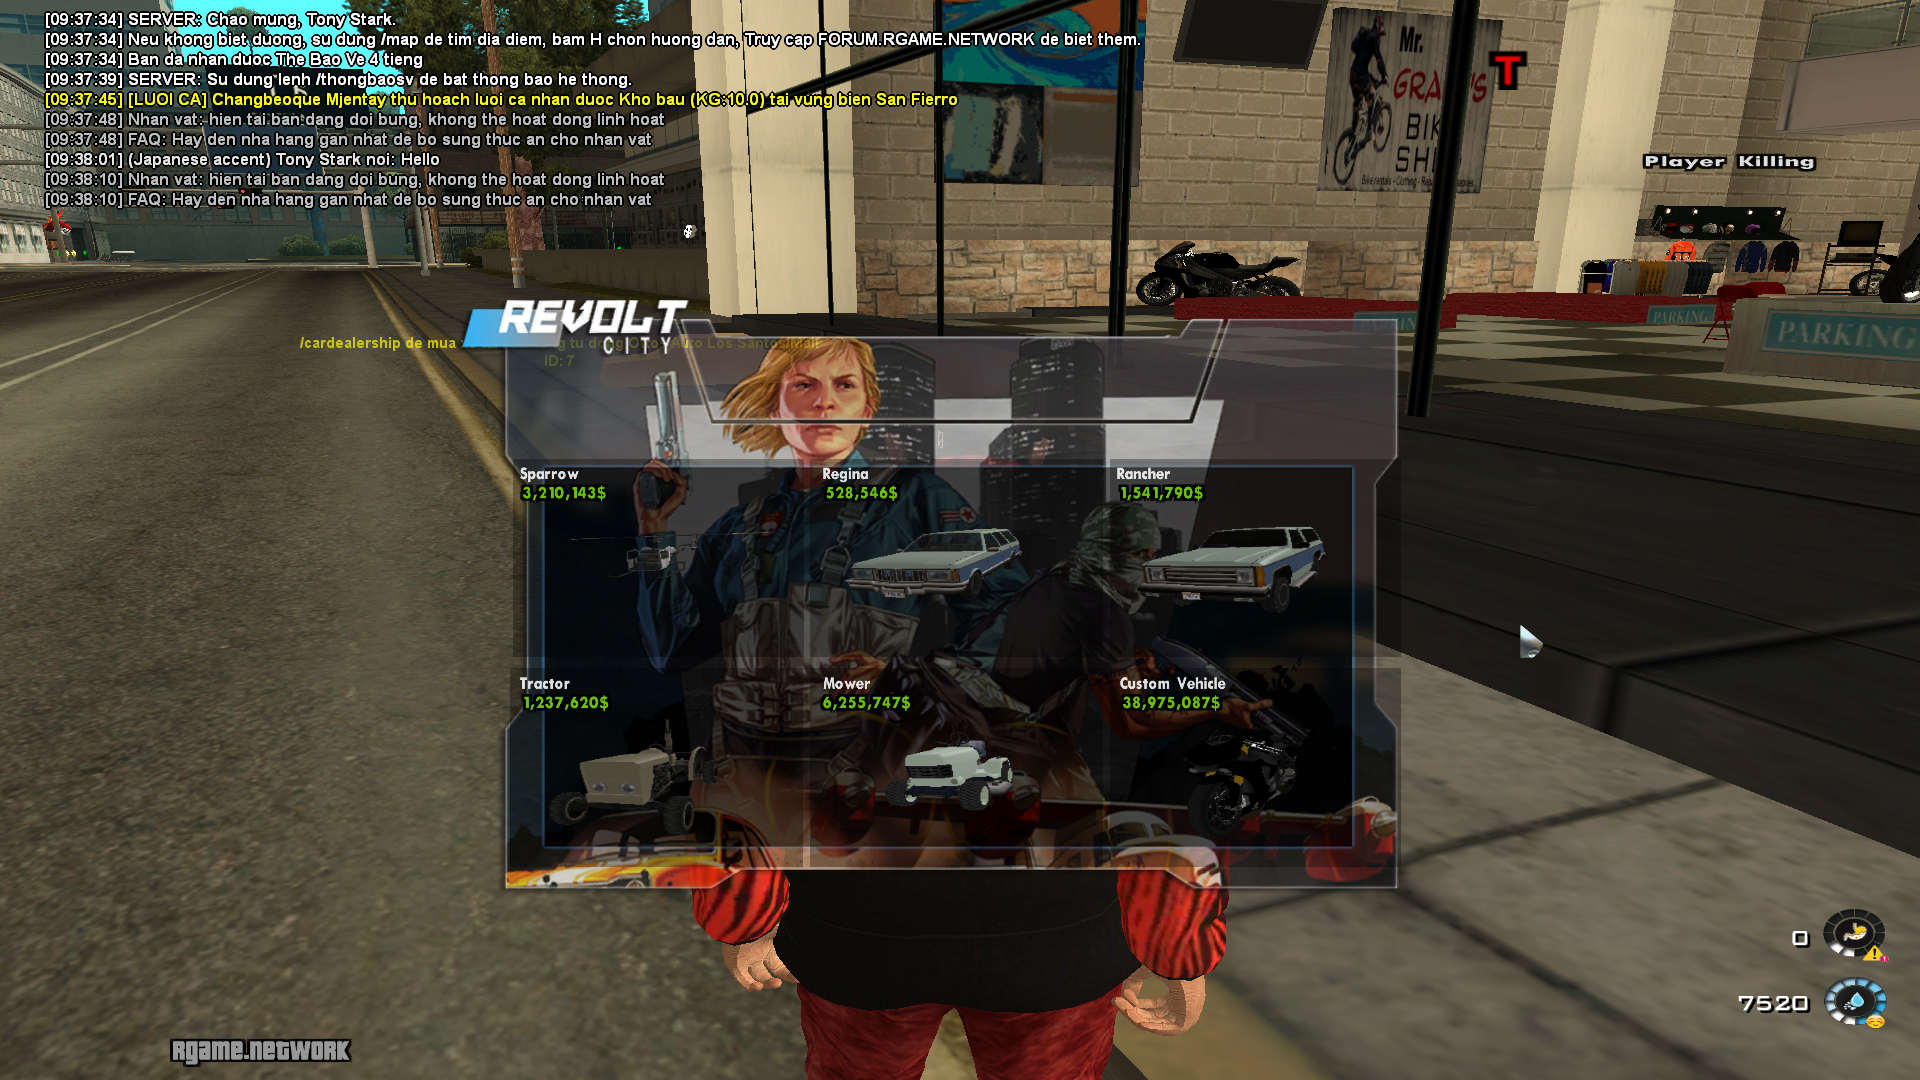 [09:37:34] SERVER: Chao mung, Tony Stark.
[09:37:34] Neu khong biet duong, su dung /map de tim dia diem, bam H chon huong dan, Truy cap FORUM.RGAME.NETWORK de biet them.
[09:37:34] Ban da nhan duoc The Bao Ve 4 tieng
[09:37:39] SERVER: Su dung lenh /thongbaosv de bat thong bao he thong.
[09:37:45] [LUOI CA] Changbeoque Mjentay thu hoach luoi ca nhan duoc Kho bau (KG:10.0) tai vung bien San Fierro
[09:37:48] Nhan vat: hien tai ban dang doi bung, khong the hoat dong linh hoat
[09:37:48] FAQ: Hay den nha hang gan nhat de bo sung thuc an cho nhan vat
[09:38:01] (Japanese accent) Tony Stark noi: Hello
[09:38:10] Nhan vat: hien tai ban dang doi bung, khong the hoat dong linh hoat
[09:38:10] FAQ: Hay den nha hang gan nhat de bo sung thuc an cho nhan vat
Mr.
T
Player Killing
PARKING
PARKING
REVOLT
CITY
/cardealership de mua
tu dong
Los Santos/Mall
ID: 7
Sparrow
3,210,143$
Regina
528,546$
Rancher
1,541,790$
Tractor
1,237,620$
Mower
6,255,747$
Custom Vehicle
38,975,087$
0
7520
Rgame.network